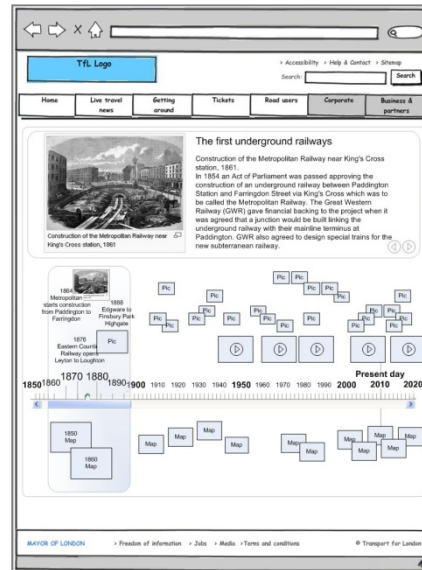 TfL Logo
> Accessibility > Help & Contact > Sitemap
Search: Search
Home Live travel news Getting around Tickets Road users Corporate Business & partners
The first underground railways
Construction of the Metropolitan Railway near King's Cross
station, 1861.
In 1854 an Act of Parliament was passed approving the
construction of an underground railway between Paddington
Station and Farringdon Street via King's Cross which was to
be called the Metropolitan Railway. The Great Western
Railway (GWR) gave financial backing to the project when it
was agreed that a junction would be built linking the
underground railway with their mainline terminus at
Paddington. GWR also agreed to design special trains for the
new subterranean railway.
Construction of the Metropolitan Railway near
King's Cross station, 1861
1864
Metropolitan
starts construction
from Paddington to
Farringdon
1888
Edgware to
Finsbury Park
Highgate
1876
Eastern Counties
Railway opens
Leyton to Loughton
Pic
Pic Pic Pic Pic
Pic Pic Pic Pic
Pic Pic Pic Pic Pic Pic
Pic Pic Pic Pic Pic
Present day
1850 1860 1870 1880 1890 1900 1910 1920 1930 1940 1950 1960 1970 1980 1990 2000 2010 2020
1850
Map
1860
Map
Map Map Map Map Map Map Map Map Map Map Map
MAYOR OF LONDON > Freedom of information > Jobs > Media > Terms and conditions © Transport for London